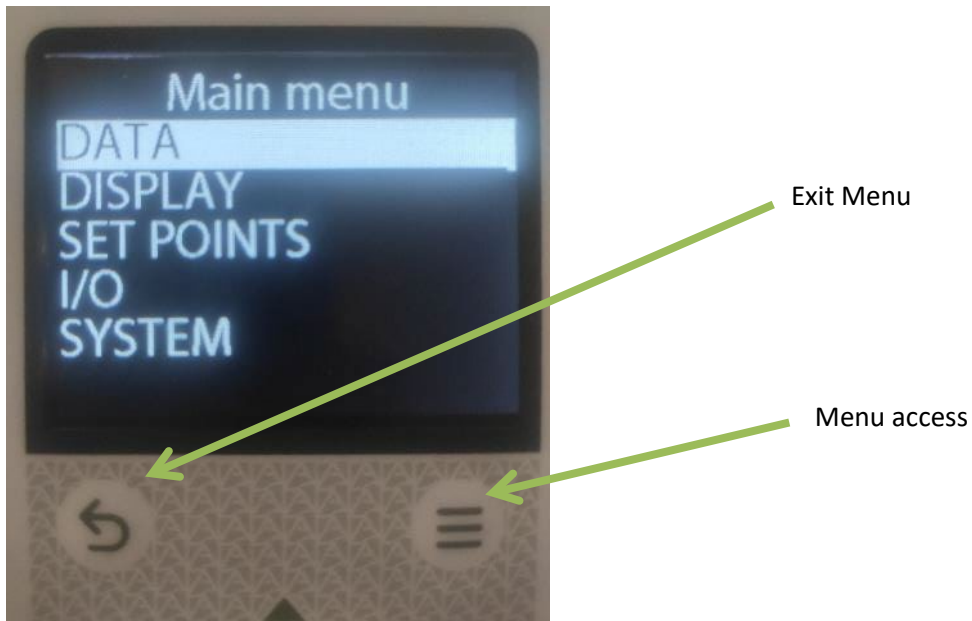 Main menu
DATA
DISPLAY
SET POINTS
I/O
SYSTEM
Exit Menu
Menu access